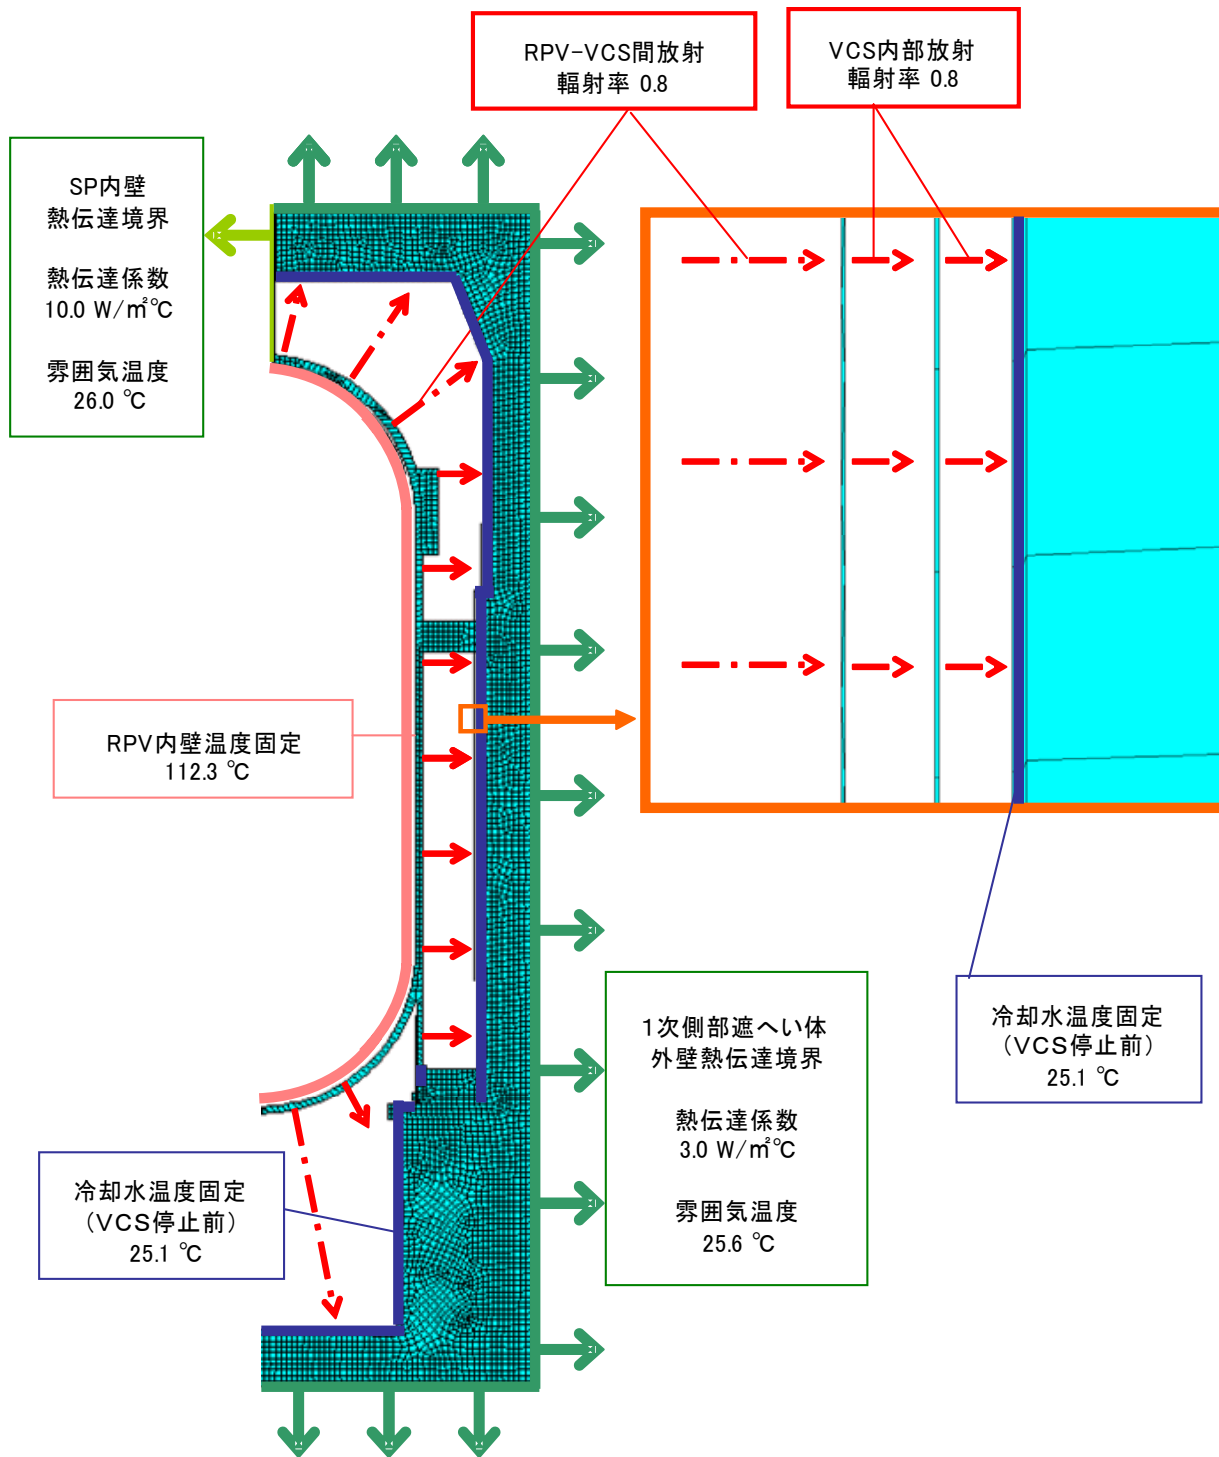 RPV-VCS間放射
輻射率 0.8
VCS内部放射
輻射率 0.8
SP内壁
熱伝達境界
熱伝達係数
10.0 W/㎡℃
雰囲気温度
26.0 ℃
RPV内壁温度固定
112.3 ℃
1次側部遮へい体
外壁熱伝達境界
熱伝達係数
3.0 W/㎡℃
雰囲気温度
25.6 ℃
冷却水温度固定
(VCS停止前)
25.1 ℃
冷却水温度固定
(VCS停止前)
25.1 ℃